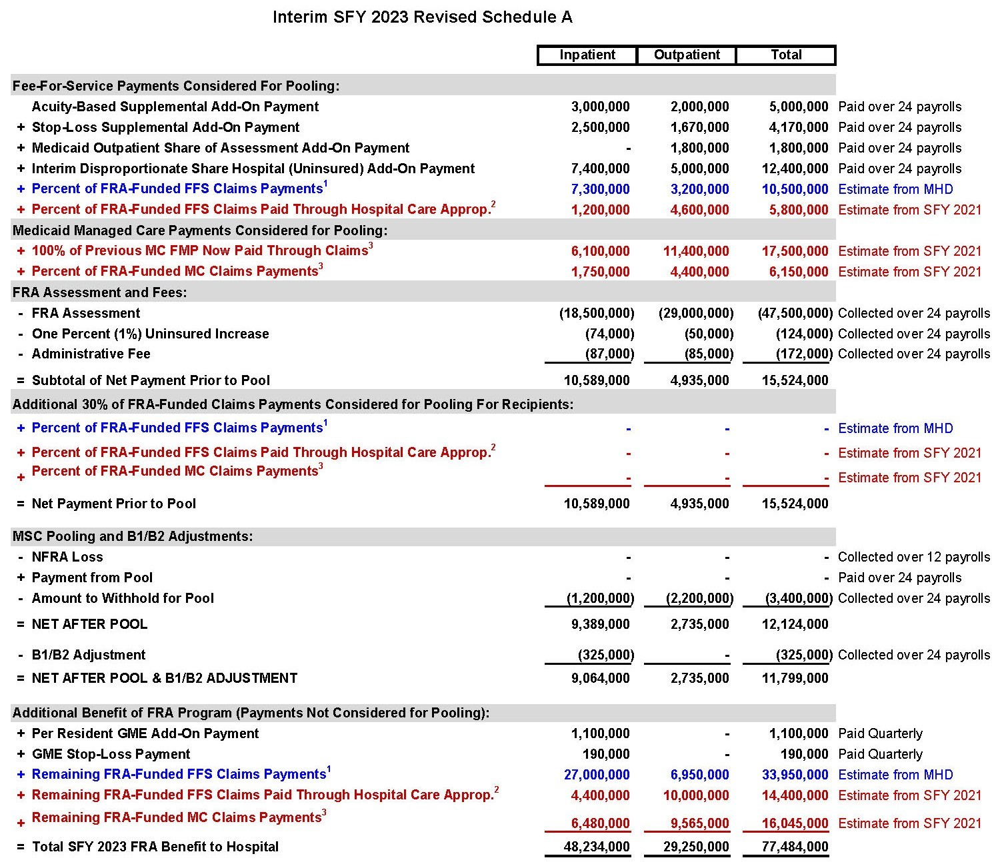 Interim SFY 2023 Revised Schedule A
Inpatient Outpatient Total
Fee-For-Service Payments Considered For Pooling:
Acuity-Based Supplemental Add-On Payment 3,000,000 2,000,000 5,000,000 Paid over 24 payrolls
+ Stop-Loss Supplemental Add-On Payment 2,500,000 1,670,000 4,170,000 Paid over 24 payrolls
+ Medicaid Outpatient Share of Assessment Add-On Payment - 1,800,000 1,800,000 Paid over 24 payrolls
+ Interim Disproportionate Share Hospital (Uninsured) Add-On Payment 7,400,000 5,000,000 12,400,000 Paid over 24 payrolls
+ Percent of FRA-Funded FFS Claims Payments¹ 7,300,000 3,200,000 10,500,000 Estimate from MHD
+ Percent of FRA-Funded FFS Claims Paid Through Hospital Care Approp.² 1,200,000 4,600,000 5,800,000 Estimate from SFY 2021
Medicaid Managed Care Payments Considered for Pooling:
+ 100% of Previous MC FMP Now Paid Through Claims³ 6,100,000 11,400,000 17,500,000 Estimate from SFY 2021
+ Percent of FRA-Funded MC Claims Payments³ 1,750,000 4,400,000 6,150,000 Estimate from SFY 2021
FRA Assessment and Fees:
- FRA Assessment (18,500,000) (29,000,000) (47,500,000) Collected over 24 payrolls
- One Percent (1%) Uninsured Increase (74,000) (50,000) (124,000) Collected over 24 payrolls
- Administrative Fee (87,000) (85,000) (172,000) Collected over 24 payrolls
= Subtotal of Net Payment Prior to Pool 10,589,000 4,935,000 15,524,000
Additional 30% of FRA-Funded Claims Payments Considered for Pooling For Recipients:
+ Percent of FRA-Funded FFS Claims Payments¹ - - - Estimate from MHD
+ Percent of FRA-Funded FFS Claims Paid Through Hospital Care Approp.² - - - Estimate from SFY 2021
+ Percent of FRA-Funded MC Claims Payments³ - - - Estimate from SFY 2021
= Net Payment Prior to Pool 10,589,000 4,935,000 15,524,000
MSC Pooling and B1/B2 Adjustments:
- NFRA Loss - - - Collected over 12 payrolls
+ Payment from Pool - - - Paid over 24 payrolls
- Amount to Withhold for Pool (1,200,000) (2,200,000) (3,400,000) Collected over 24 payrolls
= NET AFTER POOL 9,389,000 2,735,000 12,124,000
- B1/B2 Adjustment (325,000) - (325,000) Collected over 24 payrolls
= NET AFTER POOL & B1/B2 ADJUSTMENT 9,064,000 2,735,000 11,799,000
Additional Benefit of FRA Program (Payments Not Considered for Pooling):
+ Per Resident GME Add-On Payment 1,100,000 - 1,100,000 Paid Quarterly
+ GME Stop-Loss Payment 190,000 - 190,000 Paid Quarterly
+ Remaining FRA-Funded FFS Claims Payments¹ 27,000,000 6,950,000 33,950,000 Estimate from MHD
+ Remaining FRA-Funded FFS Claims Paid Through Hospital Care Approp.² 4,400,000 10,000,000 14,400,000 Estimate from SFY 2021
+ Remaining FRA-Funded MC Claims Payments³ 6,480,000 9,565,000 16,045,000 Estimate from SFY 2021
= Total SFY 2023 FRA Benefit to Hospital 48,234,000 29,250,000 77,484,000